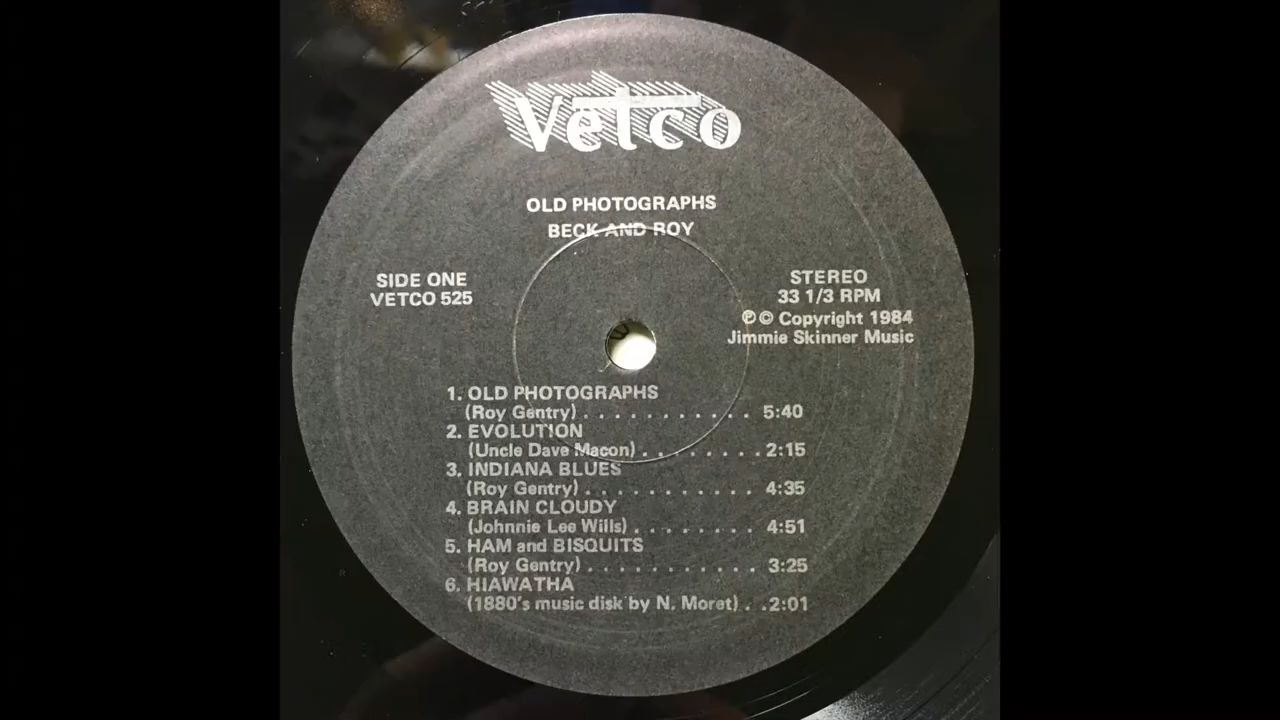 Vetco
OLD PHOTOGRAPHS
BECK AND ROY
SIDE ONE
VETCO 525
STEREO
33 1/3 RPM
℗© Copyright 1984
Jimmie Skinner Music
1. OLD PHOTOGRAPHS
(Roy Gentry) . . . . . . . . . . . 5:40
2. EVOLUTION
(Uncle Dave Macon) . . . . . . . . 2:15
3. INDIANA BLUES
(Roy Gentry) . . . . . . . . . . . 4:35
4. BRAIN CLOUDY
(Johnnie Lee Wills) . . . . . . . . 4:51
5. HAM and BISQUITS
(Roy Gentry) . . . . . . . . . . . 3:25
6. HIAWATHA
(1880's music disk by N. Moret) . . 2:01